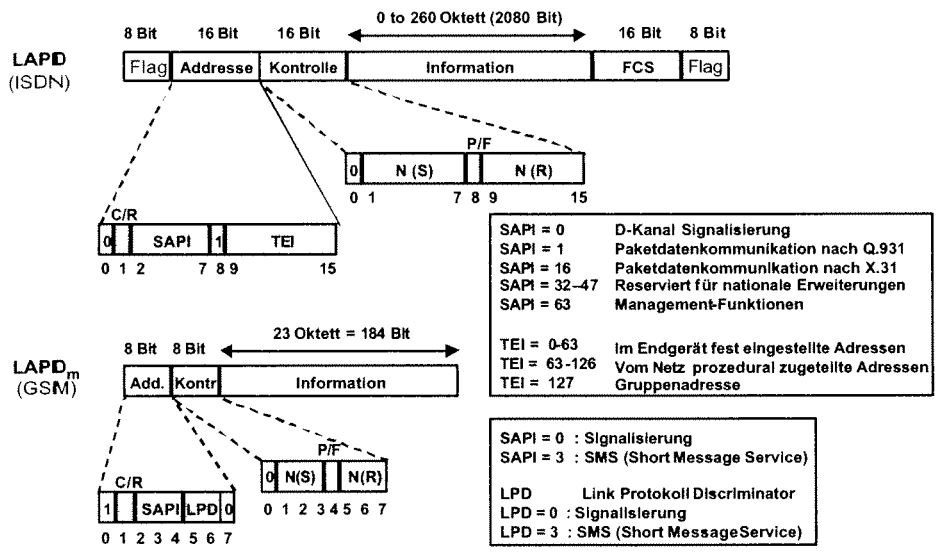 0 to 260 Oktett (2080 Bit)
8 Bit 16 Bit 16 Bit 16 Bit 8 Bit
LAPD
(ISDN)
Flag Addresse Kontrolle Information FCS Flag
P/F
0 N (S) N (R)
0 1 7 8 9 15
C/R
0 SAPI 1 TEI
0 1 2 7 8 9 15
SAPI = 0 D-Kanal Signalisierung
SAPI = 1 Paketdatenkommunikation nach Q.931
SAPI = 16 Paketdatenkommunikation nach X.31
SAPI = 32–47 Reserviert für nationale Erweiterungen
SAPI = 63 Management-Funktionen
TEI = 0-63 Im Endgerät fest eingestellte Adressen
TEI = 63-126 Vom Netz prozedural zugeteilte Adressen
TEI = 127 Gruppenadresse
23 Oktett = 184 Bit
8 Bit 8 Bit
LAPDm
(GSM)
Add. Kontr Information
P/F
0 N(S) N(R)
0 1 2 3 4 5 6 7
C/R
1 SAPI LPD 0
0 1 2 3 4 5 6 7
SAPI = 0 : Signalisierung
SAPI = 3 : SMS (Short Message Service)
LPD Link Protokoll Discriminator
LPD = 0 : Signalisierung
LPD = 3 : SMS (Short MessageService)